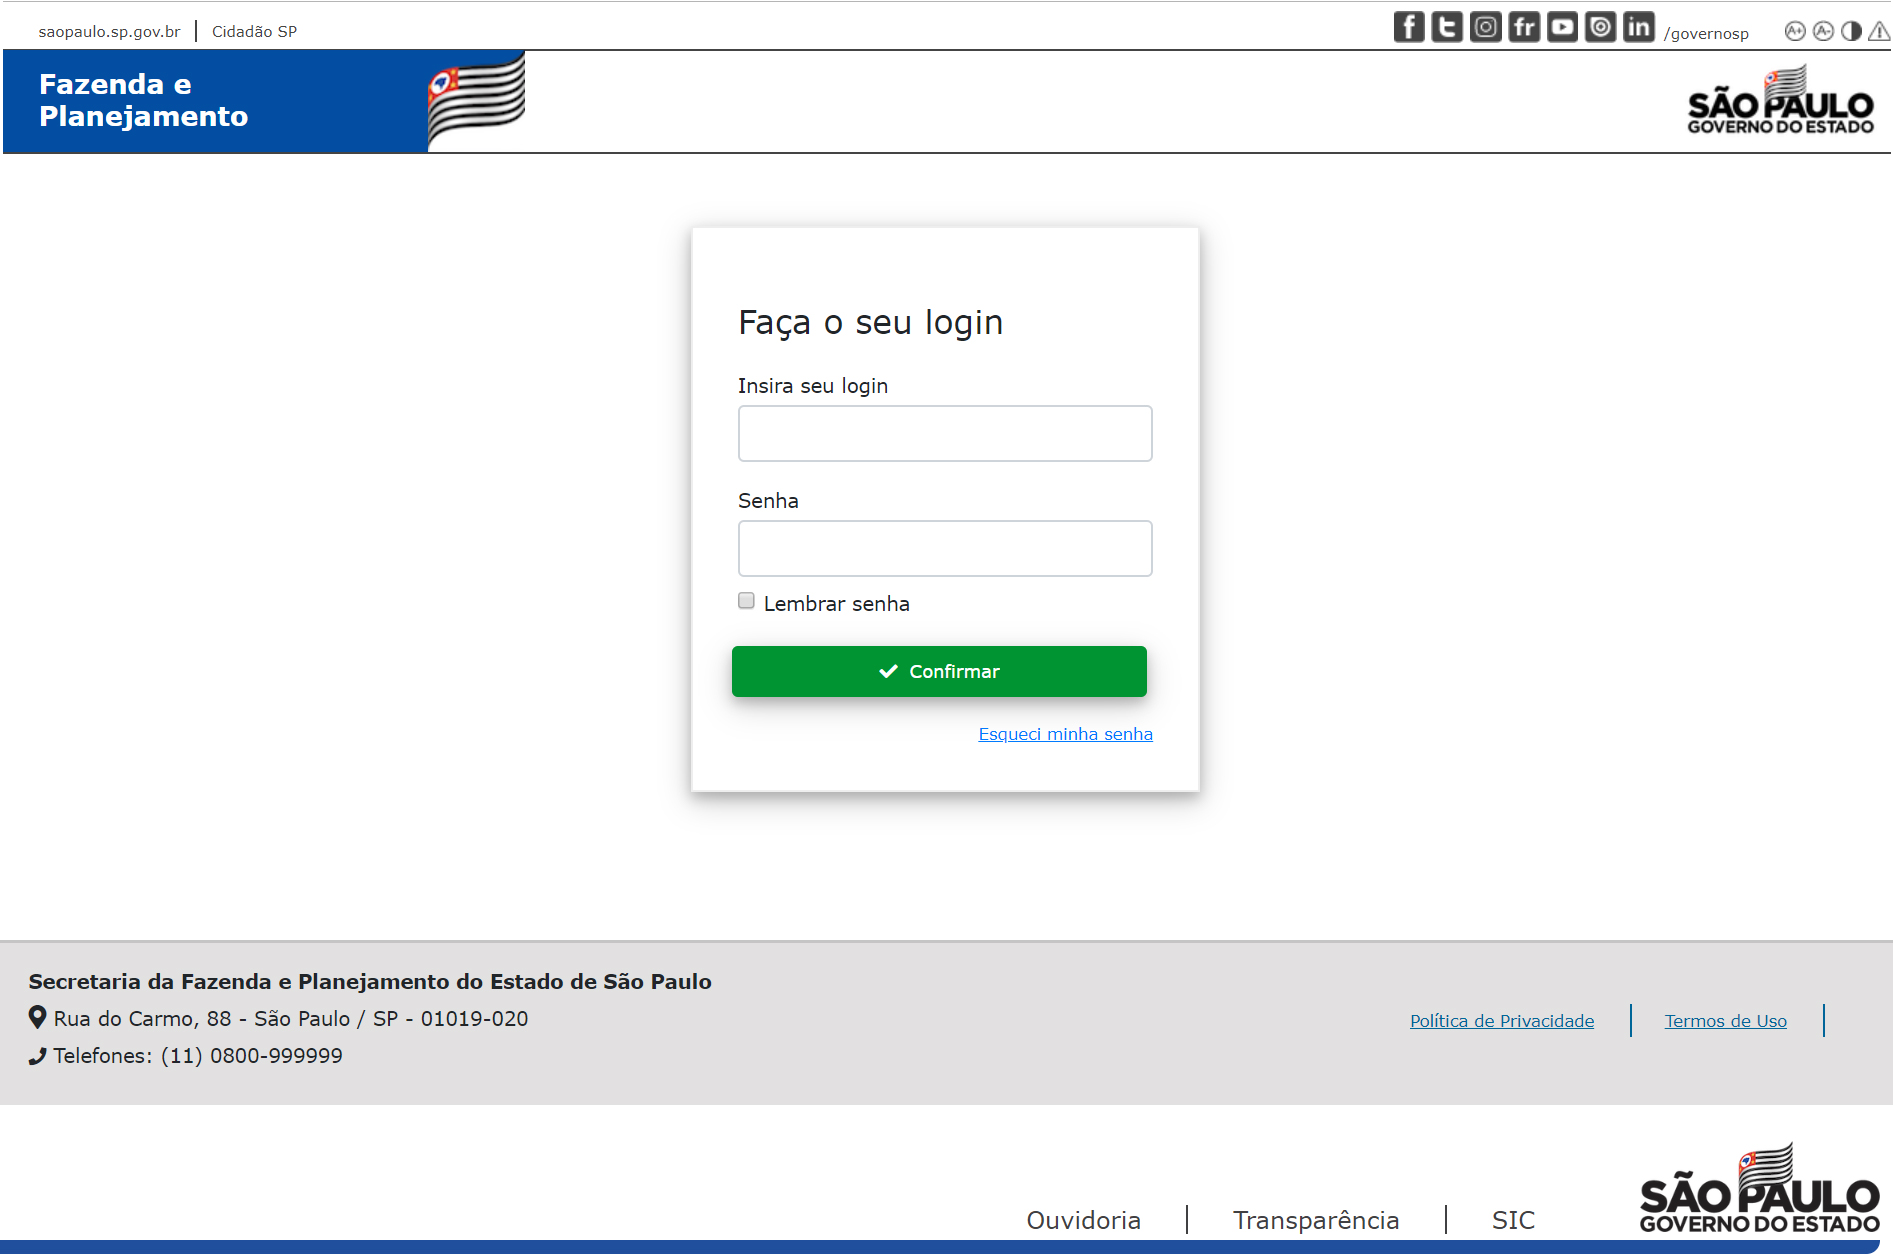 saopaulo.sp.gov.br
Cidadão SP
/governosp
A+ A-
Fazenda e
Planejamento
SÃO PAULO
GOVERNO DO ESTADO
Faça o seu login
Insira seu login
Senha
Lembrar senha
Confirmar
Esqueci minha senha
Secretaria da Fazenda e Planejamento do Estado de São Paulo
Rua do Carmo, 88 - São Paulo / SP - 01019-020
Telefones: (11) 0800-999999
Política de Privacidade
Termos de Uso
Ouvidoria
Transparência
SIC
SÃO PAULO
GOVERNO DO ESTADO